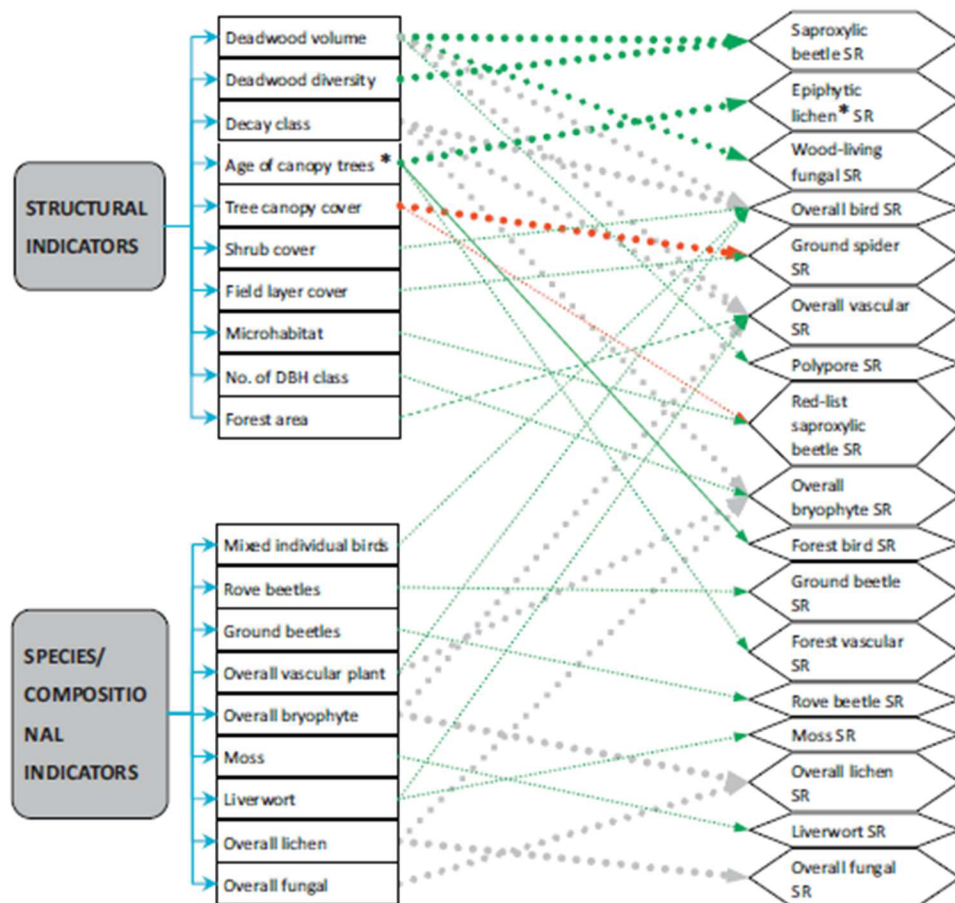 STRUCTURAL
INDICATORS
Deadwood volume
Deadwood diversity
Decay class
Age of canopy trees *
Tree canopy cover
Shrub cover
Field layer cover
Microhabitat
No. of DBH class
Forest area
SPECIES/
COMPOSITIO
NAL
INDICATORS
Mixed individual birds
Rove beetles
Ground beetles
Overall vascular plant
Overall bryophyte
Moss
Liverwort
Overall lichen
Overall fungal
Saproxylic
beetle SR
Epiphytic
lichen* SR
Wood-living
fungal SR
Overall bird SR
Ground spider
SR
Overall vascular
SR
Polypore SR
Red-list
saproxylic
beetle SR
Overall
bryophyte SR
Forest bird SR
Ground beetle
SR
Forest vascular
SR
Rove beetle SR
Moss SR
Overall lichen
SR
Liverwort SR
Overall fungal
SR